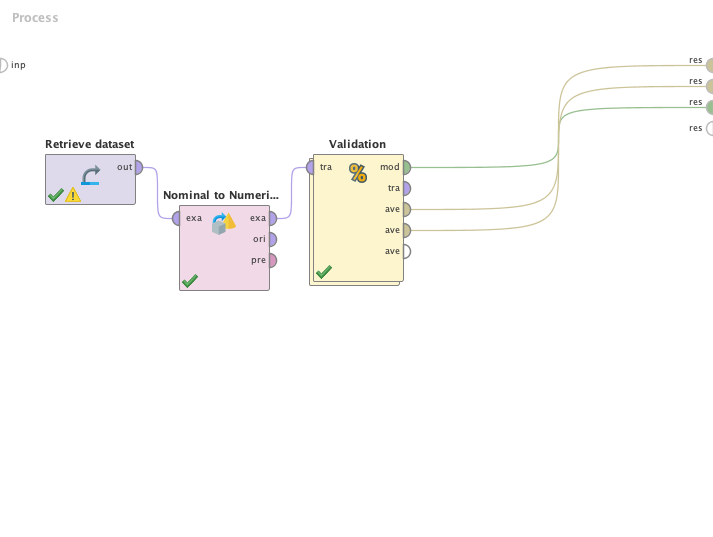 Process
inp
res
res
res
res
Retrieve dataset
out
Nominal to Numeri...
exa
exa
ori
pre
Validation
tra
mod
tra
ave
ave
ave